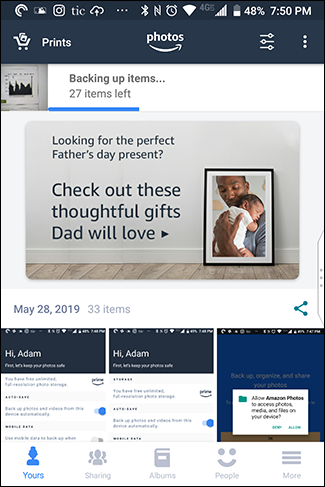 tic 4G 48% 7:50 PM
Prints
photos
Backing up items...
27 items left
Looking for the perfect
Father's day present?
Check out these
thoughtful gifts
Dad will love ▸
May 28, 2019 33 items
Hi, Adam
First, let's keep your photos safe
You have free unlimited,
full-resolution photo storage.
prime
AUTO-SAVE
Back up photos and videos from this
device automatically.
MOBILE DATA
Use mobile data to back up when
Hi, Adam
First, let's keep your photos safe
STORAGE
You have free unlimited,
full-resolution photo storage.
prime
AUTO-SAVE
Back up photos and videos from this
device automatically.
MOBILE DATA
48% 7:47 PM
Back up, organize, and share
your photos.
Allow Amazon Photos
to access photos,
media, and files on
your device?
DENY ALLOW
Yours
Sharing
Albums
People
More